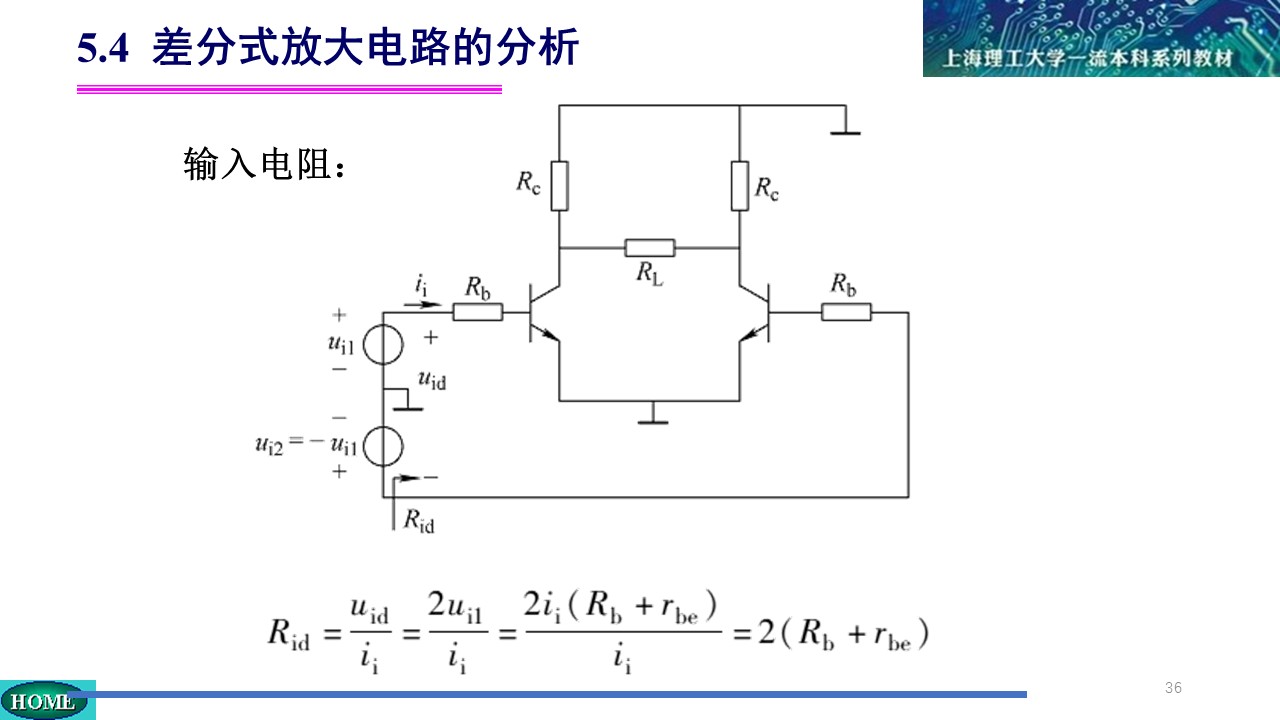 5.4 差分式放大电路的分析
上海理工大学一流本科系列教材
输入电阻：
Rc
Rc
RL
ii
Rb
Rb
+
ui1
−
+
uid
−
ui2 = − ui1
+
−
Rid
Rid = uid/ii = 2ui1/ii = 2ii(Rb + rbe)/ii = 2(Rb + rbe)
HOME
36